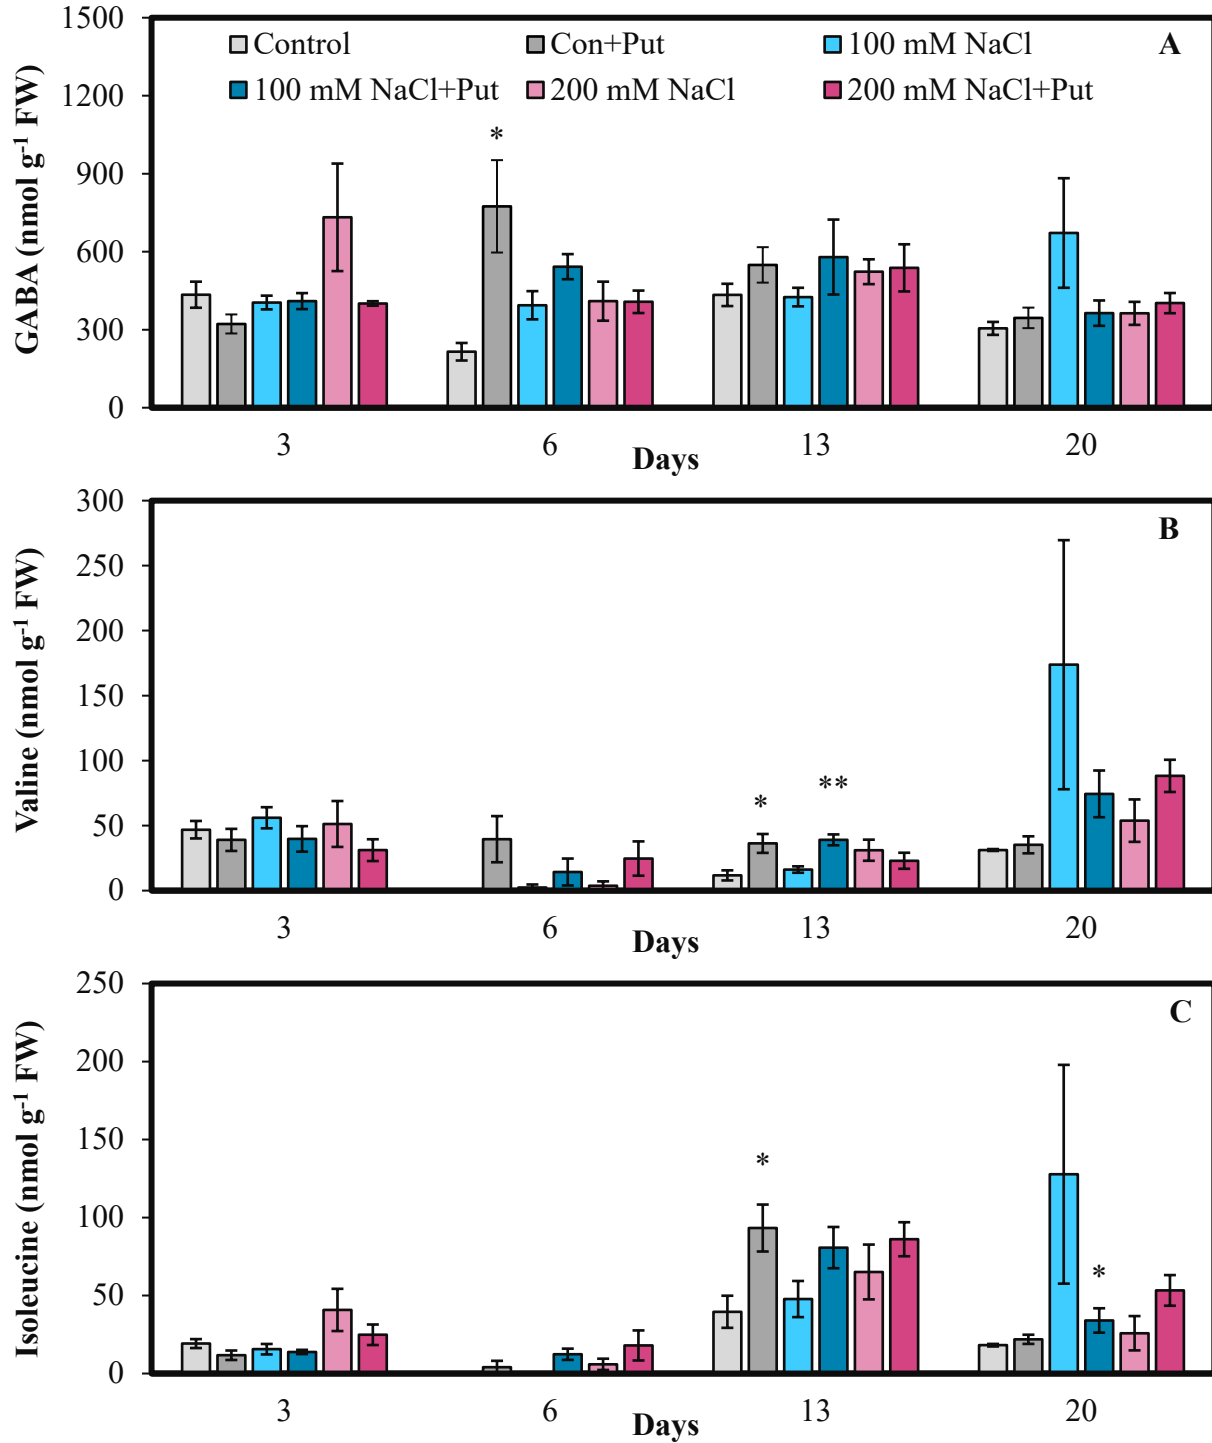 1500
1200
900
600
300
0
GABA (nmol g⁻¹ FW)
Control
Con+Put
100 mM NaCl
A
100 mM NaCl+Put
200 mM NaCl
200 mM NaCl+Put
*
3
6
13
20
Days
300
250
200
150
100
50
0
Valine (nmol g⁻¹ FW)
B
*
**
3
6
13
20
Days
250
200
150
100
50
0
Isoleucine (nmol g⁻¹ FW)
C
*
*
3
6
13
20
Days